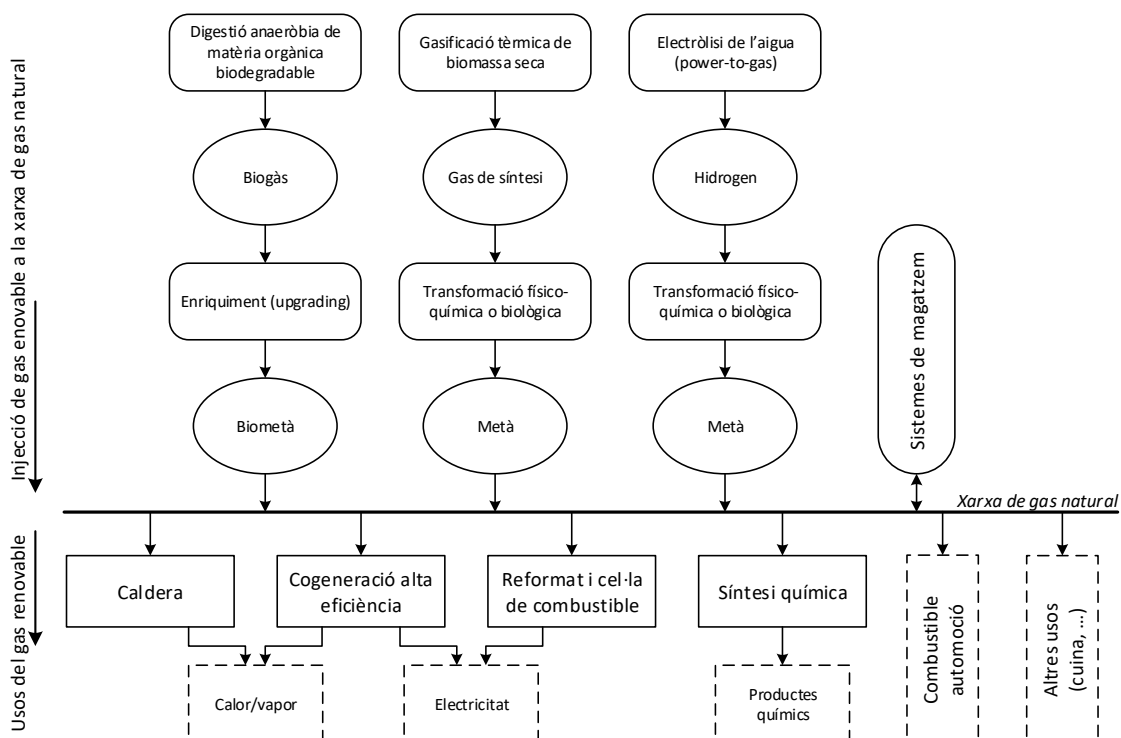 Injecció de gas enovable a la xarxa de gas natural
Digestió anaeròbia de
matèria orgànica
biodegradable
Gasificació tèrmica de
biomassa seca
Electròlisi de l’aigua
(power-to-gas)
Biogàs
Gas de síntesi
Hidrogen
Enriquiment (upgrading)
Transformació físico-
química o biològica
Transformació físico-
química o biològica
Sistemes de magatzem
Biometà
Metà
Metà
Xarxa de gas natural
Usos del gas renovable
Caldera
Cogeneració alta
eficiència
Reformat i cel·la
de combustible
Síntesi química
Combustible
automoció
Altres usos
(cuina, ...)
Calor/vapor
Electricitat
Productes
químics